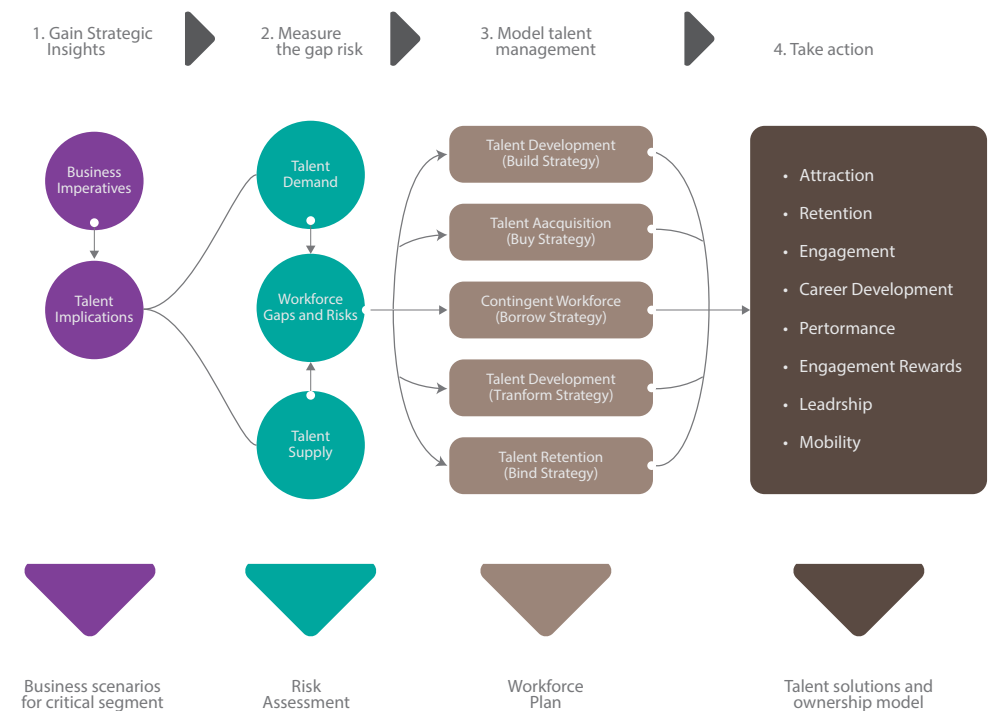 1. Gain Strategic
Insights
2. Measure
the gap risk
3. Model talent
management
4. Take action
Business
Imperatives
Talent
Implications
Talent
Demand
Workforce
Gaps and Risks
Talent
Supply
Talent Development
(Build Strategy)
Talent Aacquisition
(Buy Strategy)
Contingent Workforce
(Borrow Strategy)
Talent Development
(Tranform Strategy)
Talent Retention
(Bind Strategy)
• Attraction
• Retention
• Engagement
• Career Development
• Pertormance
• Engagement Rewards
• Leadrship
• Mobility
Business scenarios
for critical segment
Risk
Assessment
Workforce
Plan
Talent solutions and
ownership model